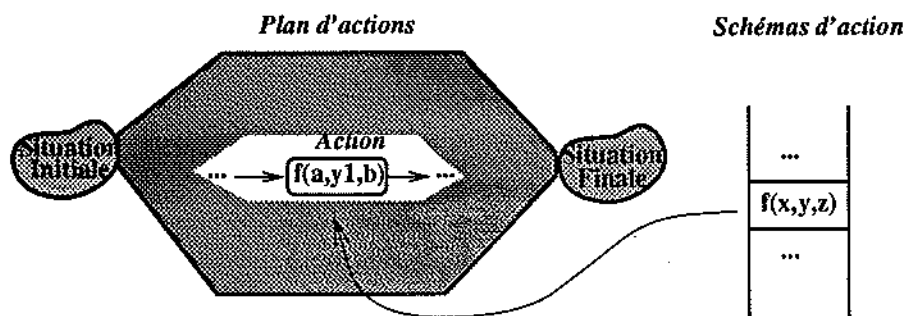 Plan d'actions
Schémas d'action
Situation
Initiale
Action
... → f(a,y1,b) → ...
Situation
Finale
...
f(x,y,z)
...